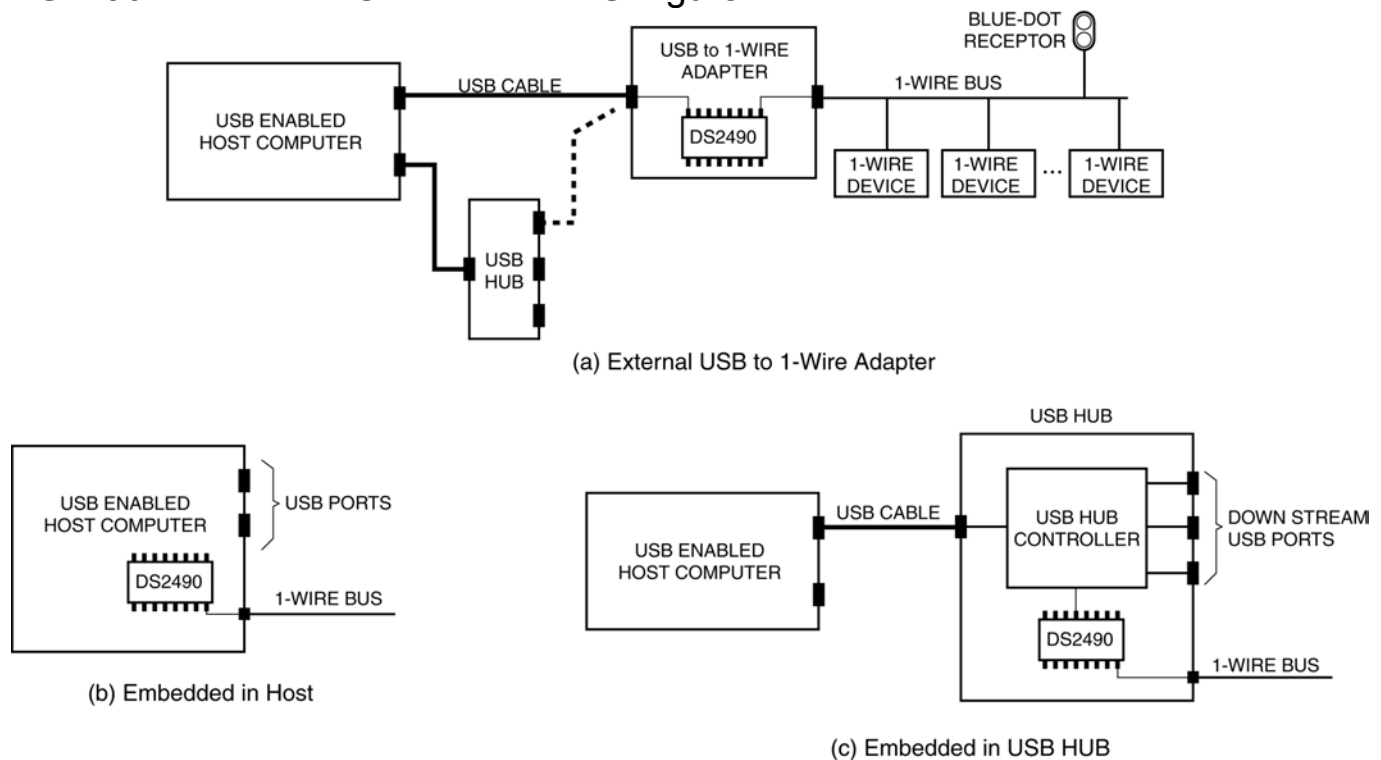 BLUE-DOT
RECEPTOR
USB to 1-WIRE
ADAPTER
USB CABLE
1-WIRE BUS
USB ENABLED
HOST COMPUTER
DS2490
1-WIRE
DEVICE
1-WIRE
DEVICE
...
1-WIRE
DEVICE
USB
HUB
(a) External USB to 1-Wire Adapter
USB ENABLED
HOST COMPUTER
USB PORTS
DS2490
1-WIRE BUS
(b) Embedded in Host
USB HUB
USB ENABLED
HOST COMPUTER
USB CABLE
USB HUB
CONTROLLER
DOWN STREAM
USB PORTS
DS2490
1-WIRE BUS
(c) Embedded in USB HUB